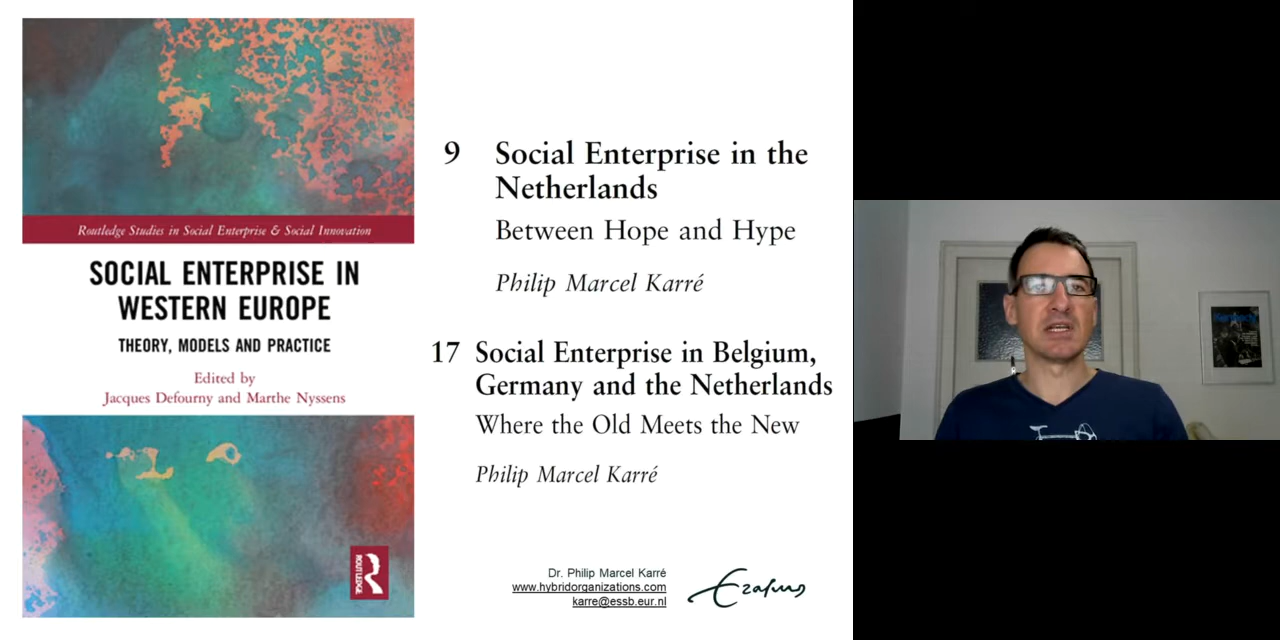 Routledge Studies in Social Enterprise & Social Innovation
SOCIAL ENTERPRISE IN
WESTERN EUROPE
THEORY, MODELS AND PRACTICE
Edited by
Jacques Defourny and Marthe Nyssens
ROUTLEDGE
9 Social Enterprise in the
Netherlands
Between Hope and Hype
Philip Marcel Karré
17 Social Enterprise in Belgium,
Germany and the Netherlands
Where the Old Meets the New
Philip Marcel Karré
Dr. Philip Marcel Karré
www.hybridorganizations.com
karre@essb.eur.nl
Erasmus